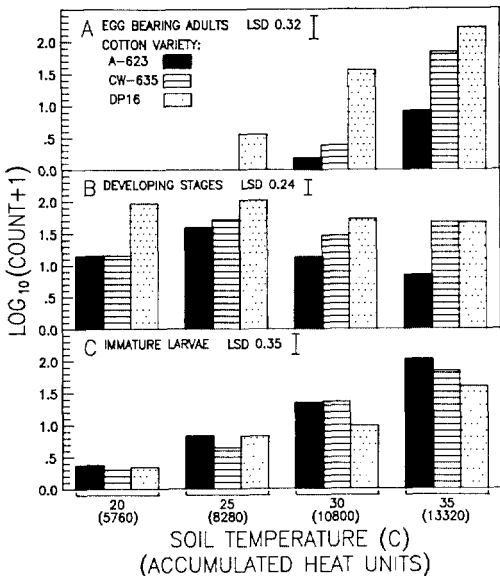 A EGG BEARING ADULTS LSD 0.32
COTTON VARIETY:
A-623
CW-635
DP16
2.0
1.5
1.0
.5
0.0
B DEVELOPING STAGES LSD 0.24
2.0
1.5
1.0
.5
0.0
C IMMATURE LARVAE LSD 0.35
2.0
1.5
1.0
.5
.0
LOG10(COUNT+1)
20 25 30 35
(5760) (8280) (10800) (13320)
SOIL TEMPERATURE (C)
(ACCUMULATED HEAT UNITS)